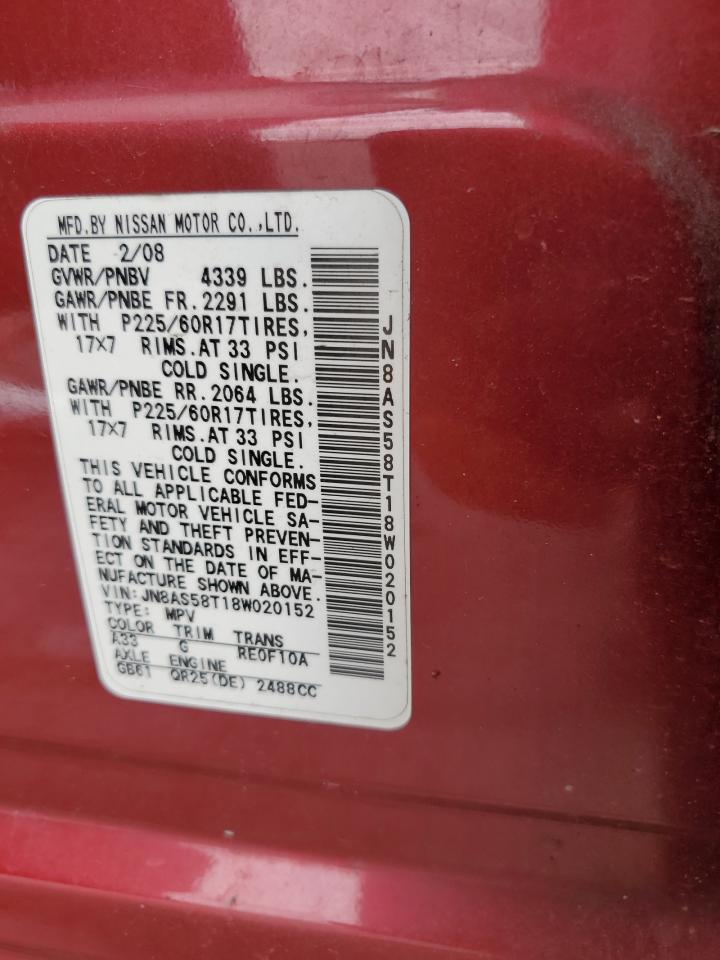 MFD.BY NISSAN MOTOR CO.,LTD.
DATE 2/08
GVWR/PNBV 4339 LBS.
GAWR/PNBE FR.2291 LBS.
WITH P225/60R17TIRES,
17X7 RIMS.AT 33 PSI
COLD SINGLE.
GAWR/PNBE RR.2064 LBS.
WITH P225/60R17TIRES,
17X7 RIMS.AT 33 PSI
COLD SINGLE.
THIS VEHICLE CONFORMS
TO ALL APPLICABLE FED-
ERAL MOTOR VEHICLE SA-
FETY AND THEFT PREVEN-
TION STANDARDS IN EFF-
ECT ON THE DATE OF MA-
NUFACTURE SHOWN ABOVE.
VIN:JN8AS58T18W020152
TYPE: MPV
COLOR TRIM TRANS
A33 G RE0F10A
AXLE ENGINE
GB61 QR25(DE) 2488CC
JN8AS58T18W020152